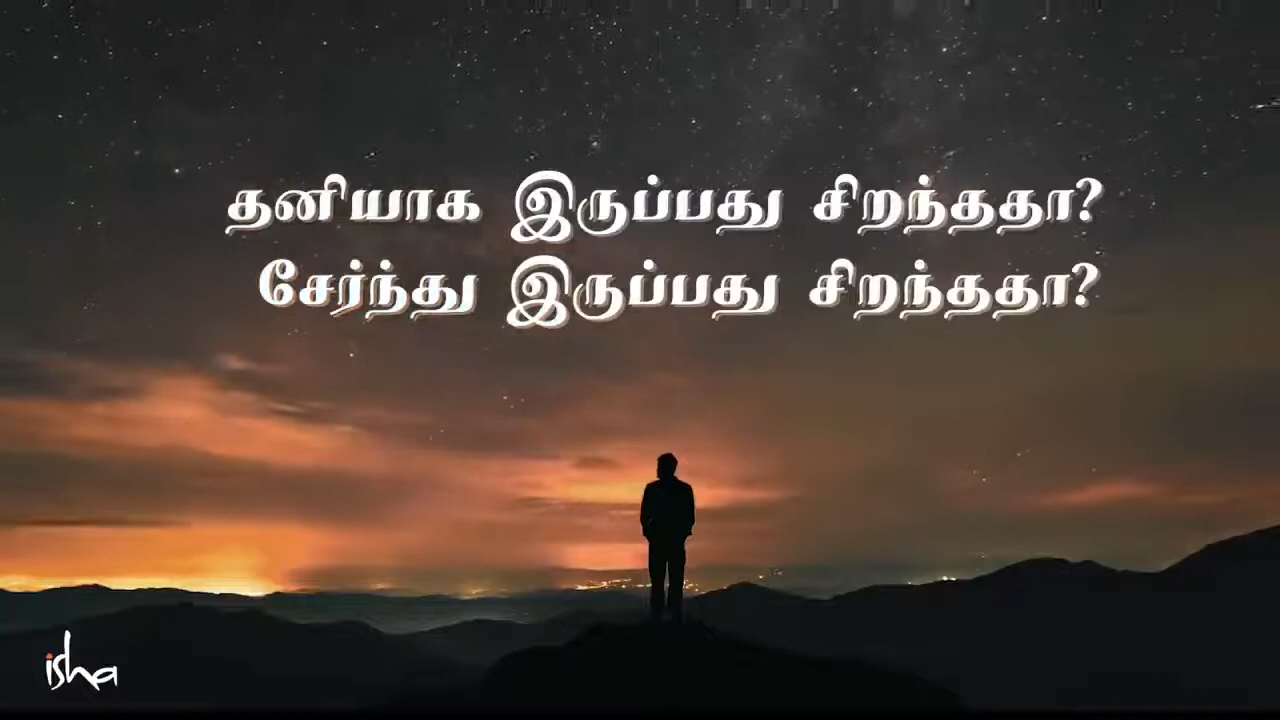 தனியாக இருப்பது சிறந்ததா?
சேர்ந்து இருப்பது சிறந்ததா?
isha